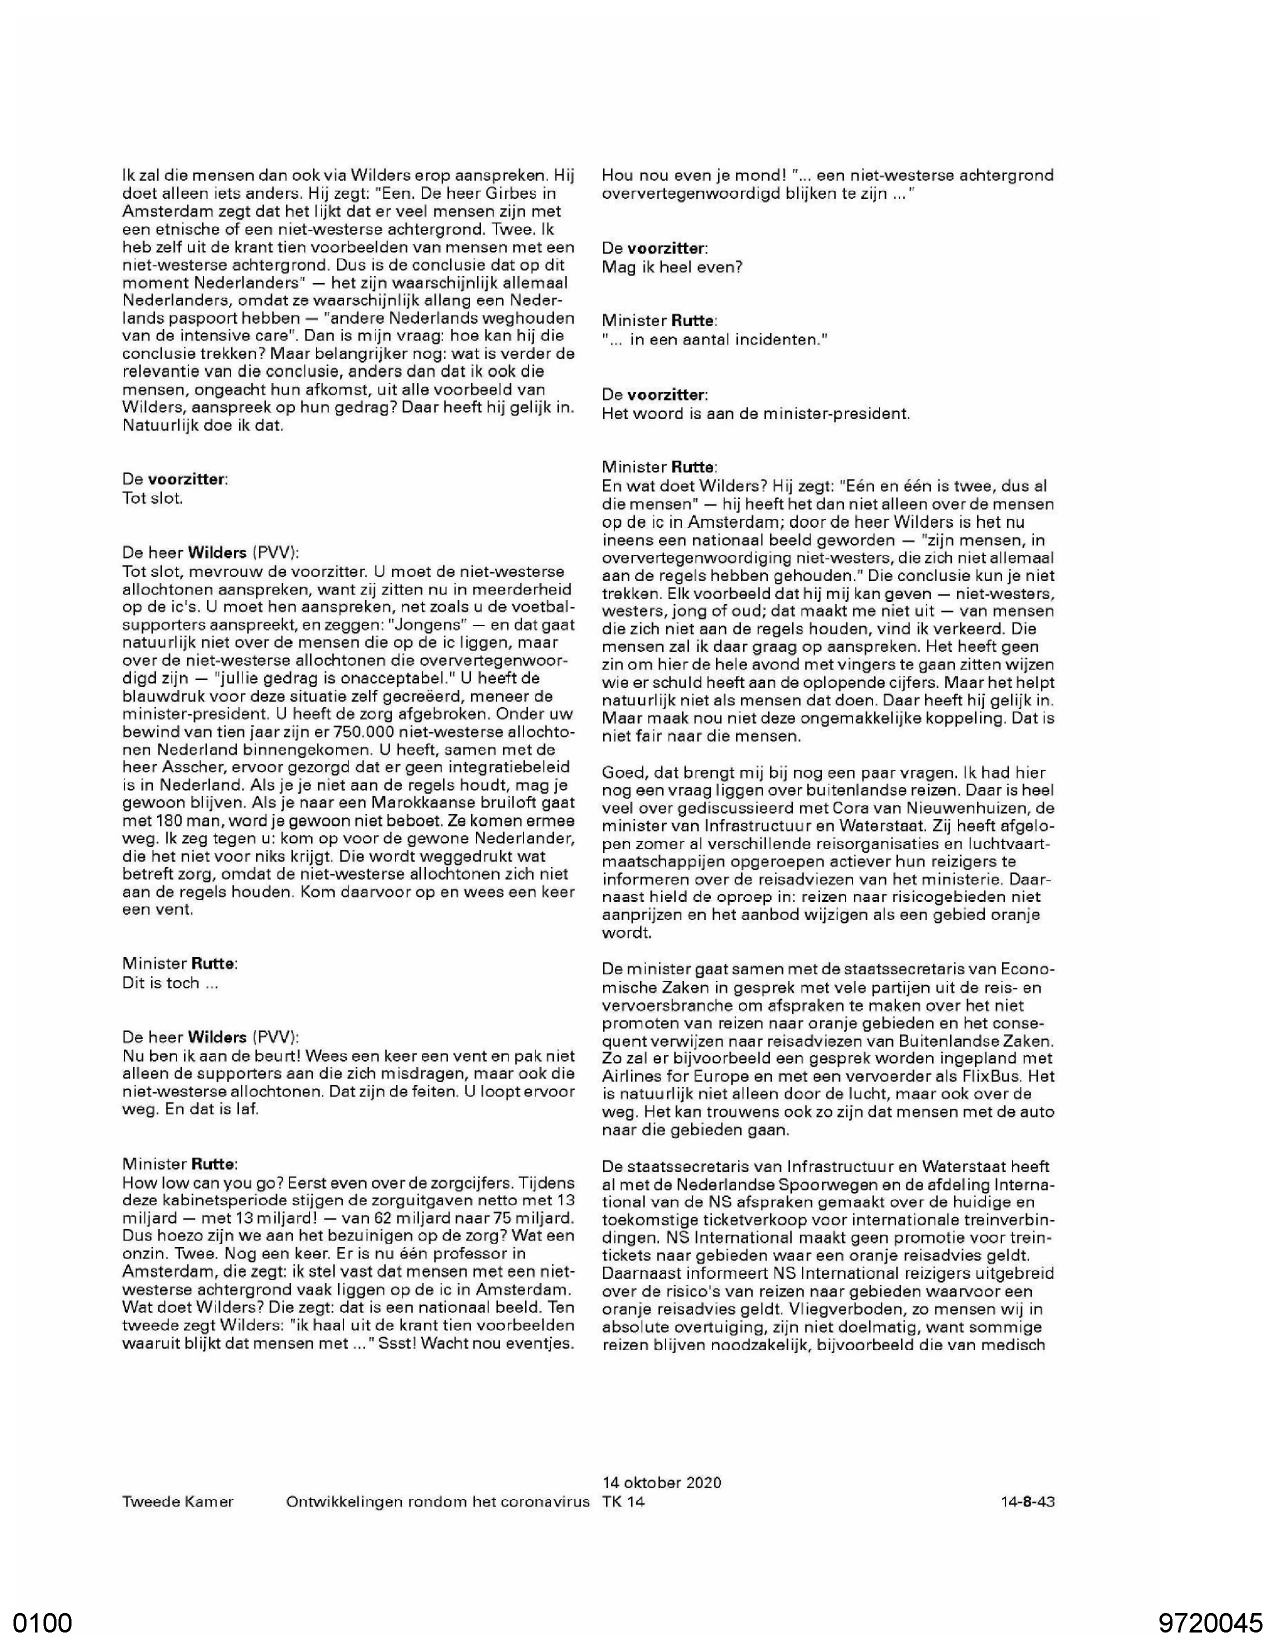 Ik zal die mensen dan ook via Wilders erop aanspreken. Hij
doet alleen iets anders. Hij zegt: "Een. De heer Girbes in
Amsterdam zegt dat het lijkt dat er veel mensen zijn met
een etnische of een niet-westerse achtergrond. Twee. Ik
heb zelf uit de krant tien voorbeelden van mensen met een
niet-westerse achtergrond. Dus is de conclusie dat op dit
moment Nederlanders" — het zijn waarschijnlijk allemaal
Nederlanders, omdat ze waarschijnlijk allang een Neder-
lands paspoort hebben — "andere Nederlands weghouden
van de intensive care". Dan is mijn vraag: hoe kan hij die
conclusie trekken? Maar belangrijker nog: wat is verder de
relevantie van die conclusie, anders dan dat ik ook die
mensen, ongeacht hun afkomst, uit alle voorbeeld van
Wilders, aanspreek op hun gedrag? Daar heeft hij gelijk in.
Natuurlijk doe ik dat.
De voorzitter:
Tot slot.
De heer Wilders (PVV):
Tot slot, mevrouw de voorzitter. U moet de niet-westerse
allochtonen aanspreken, want zij zitten nu in meerderheid
op de ic's. U moet hen aanspreken, net zoals u de voetbal-
supporters aanspreekt, en zeggen: "Jongens" — en dat gaat
natuurlijk niet over de mensen die op de ic liggen, maar
over de niet-westerse allochtonen die oververtegenwoor-
digd zijn — "jullie gedrag is onacceptabel." U heeft de
blauwdruk voor deze situatie zelf gecreëerd, meneer de
minister-president. U heeft de zorg afgebroken. Onder uw
bewind van tien jaar zijn er 750.000 niet-westerse allochto-
nen Nederland binnengekomen. U heeft, samen met de
heer Asscher, ervoor gezorgd dat er geen integratiebeleid
is in Nederland. Als je je niet aan de regels houdt, mag je
gewoon blijven. Als je naar een Marokkaanse bruiloft gaat
met 180 man, word je gewoon niet beboet. Ze komen ermee
weg. Ik zeg tegen u: kom op voor de gewone Nederlander,
die het niet voor niks krijgt. Die wordt weggedrukt wat
betreft zorg, omdat de niet-westerse allochtonen zich niet
aan de regels houden. Kom daarvoor op en wees een keer
een vent.
Minister Rutte:
Dit is toch ...
De heer Wilders (PVV):
Nu ben ik aan de beurt! Wees een keer een vent en pak niet
alleen de supporters aan die zich misdragen, maar ook die
niet-westerse allochtonen. Dat zijn de feiten. U loopt ervoor
weg. En dat is laf.
Minister Rutte:
How low can you go? Eerst even over de zorgcijfers. Tijdens
deze kabinetsperiode stijgen de zorguitgaven netto met 13
miljard — met 13 miljard! — van 62 miljard naar 75 miljard.
Dus hoezo zijn we aan het bezuinigen op de zorg? Wat een
onzin. Twee. Nog een keer. Er is nu één professor in
Amsterdam, die zegt: ik stel vast dat mensen met een niet-
westerse achtergrond vaak liggen op de ic in Amsterdam.
Wat doet Wilders? Die zegt: dat is een nationaal beeld. Ten
tweede zegt Wilders: "ik haal uit de krant tien voorbeelden
waaruit blijkt dat mensen met ..." Ssst! Wacht nou eventjes.
Hou nou even je mond! "... een niet-westerse achtergrond
oververtegenwoordigd blijken te zijn ..."
De voorzitter:
Mag ik heel even?
Minister Rutte:
"... in een aantal incidenten."
De voorzitter:
Het woord is aan de minister-president.
Minister Rutte:
En wat doet Wilders? Hij zegt: "Eén en één is twee, dus al
die mensen" — hij heeft het dan niet alleen over de mensen
op de ic in Amsterdam; door de heer Wilders is het nu
ineens een nationaal beeld geworden — "zijn mensen, in
oververtegenwoordiging niet-westers, die zich niet allemaal
aan de regels hebben gehouden." Die conclusie kun je niet
trekken. Elk voorbeeld dat hij mij kan geven — niet-westers,
westers, jong of oud; dat maakt me niet uit — van mensen
die zich niet aan de regels houden, vind ik verkeerd. Die
mensen zal ik daar graag op aanspreken. Het heeft geen
zin om hier de hele avond met vingers te gaan zitten wijzen
wie er schuld heeft aan de oplopende cijfers. Maar het helpt
natuurlijk niet als mensen dat doen. Daar heeft hij gelijk in.
Maar maak nou niet deze ongemakkelijke koppeling. Dat is
niet fair naar die mensen.
Goed, dat brengt mij bij nog een paar vragen. Ik had hier
nog een vraag liggen over buitenlandse reizen. Daar is heel
veel over gediscussieerd met Cora van Nieuwenhuizen, de
minister van Infrastructuur en Waterstaat. Zij heeft afgelo-
pen zomer al verschillende reisorganisaties en luchtvaart-
maatschappijen opgeroepen actiever hun reizigers te
informeren over de reisadviezen van het ministerie. Daar-
naast hield de oproep in: reizen naar risicogebieden niet
aanprijzen en het aanbod wijzigen als een gebied oranje
wordt.
De minister gaat samen met de staatssecretaris van Econo-
mische Zaken in gesprek met vele partijen uit de reis- en
vervoersbranche om afspraken te maken over het niet
promoten van reizen naar oranje gebieden en het conse-
quent verwijzen naar reisadviezen van Buitenlandse Zaken.
Zo zal er bijvoorbeeld een gesprek worden ingepland met
Airlines for Europe en met een vervoerder als FlixBus. Het
is natuurlijk niet alleen door de lucht, maar ook over de
weg. Het kan trouwens ook zo zijn dat mensen met de auto
naar die gebieden gaan.
De staatssecretaris van Infrastructuur en Waterstaat heeft
al met de Nederlandse Spoorwegen en de afdeling Interna-
tional van de NS afspraken gemaakt over de huidige en
toekomstige ticketverkoop voor internationale treinverbin-
dingen. NS International maakt geen promotie voor trein-
tickets naar gebieden waar een oranje reisadvies geldt.
Daarnaast informeert NS International reizigers uitgebreid
over de risico's van reizen naar gebieden waarvoor een
oranje reisadvies geldt. Vliegverboden, zo mensen wij in
absolute overtuiging, zijn niet doelmatig, want sommige
reizen blijven noodzakelijk, bijvoorbeeld die van medisch
14 oktober 2020
Tweede Kamer Ontwikkelingen rondom het coronavirus TK 14 14-8-43
0100 9720045